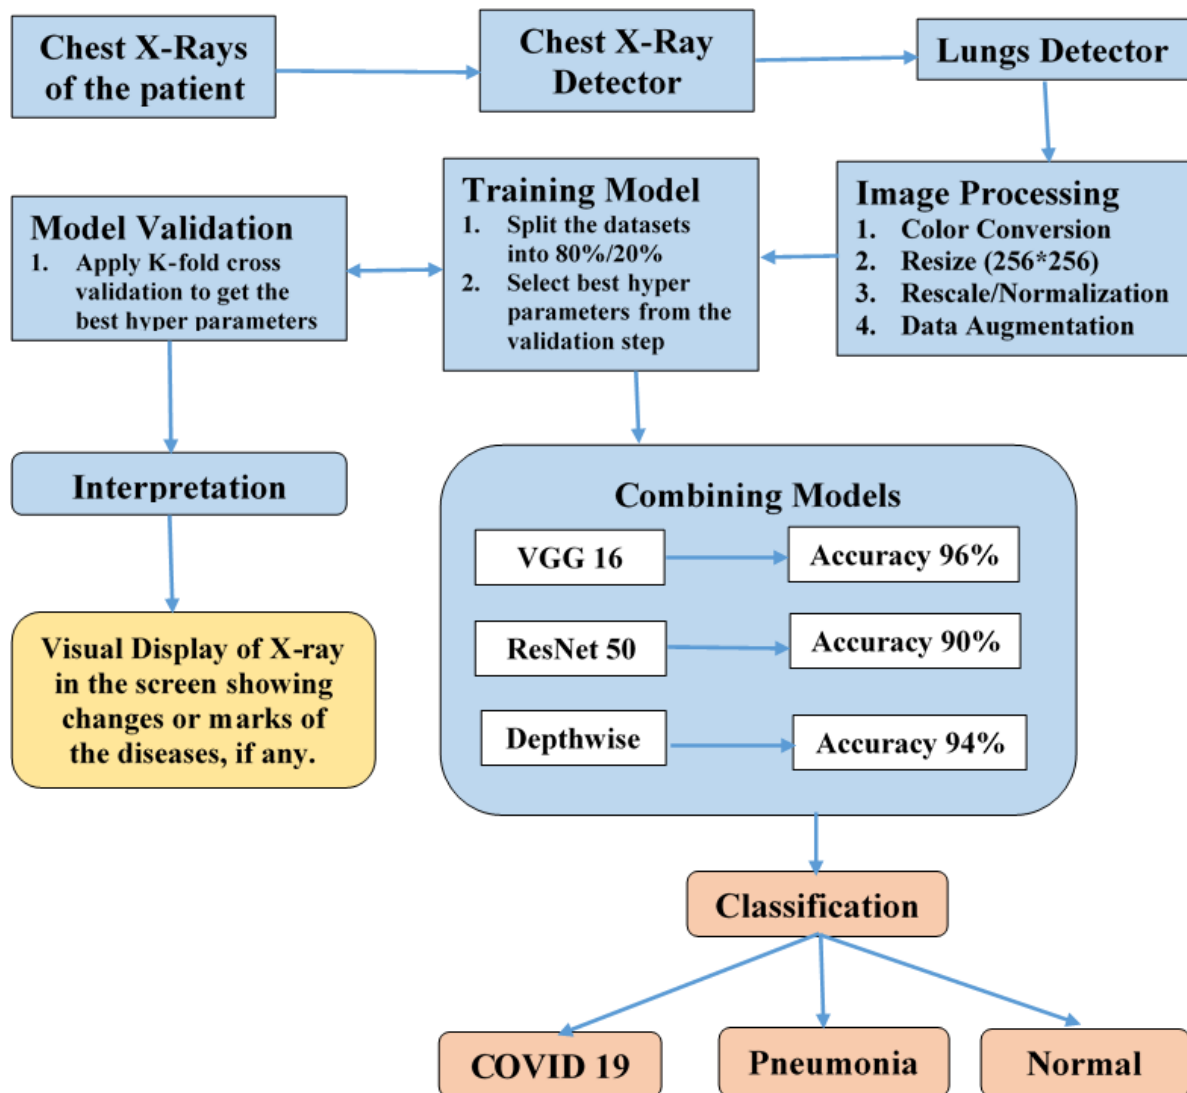 Chest X-Rays
of the patient
Chest X-Ray
Detector
Lungs Detector
Image Processing
1. Color Conversion
2. Resize (256*256)
3. Rescale/Normalization
4. Data Augmentation
Training Model
1. Split the datasets
into 80%/20%
2. Select best hyper
parameters from the
validation step
Model Validation
1. Apply K-fold cross
validation to get the
best hyper parameters
Interpretation
Visual Display of X-ray
in the screen showing
changes or marks of
the diseases, if any.
Combining Models
VGG 16
Accuracy 96%
ResNet 50
Accuracy 90%
Depthwise
Accuracy 94%
Classification
COVID 19
Pneumonia
Normal